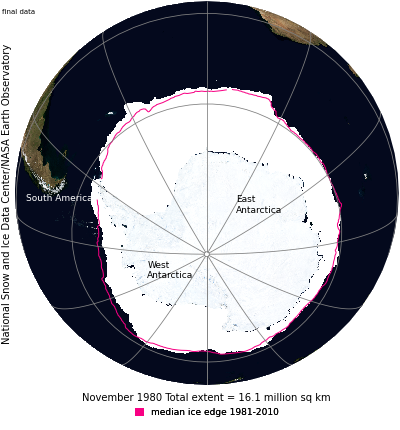 final data
National Snow and Ice Data Center/NASA Earth Observatory
South America
East
Antarctica
West
Antarctica
November 1980 Total extent = 16.1 million sq km
median ice edge 1981-2010